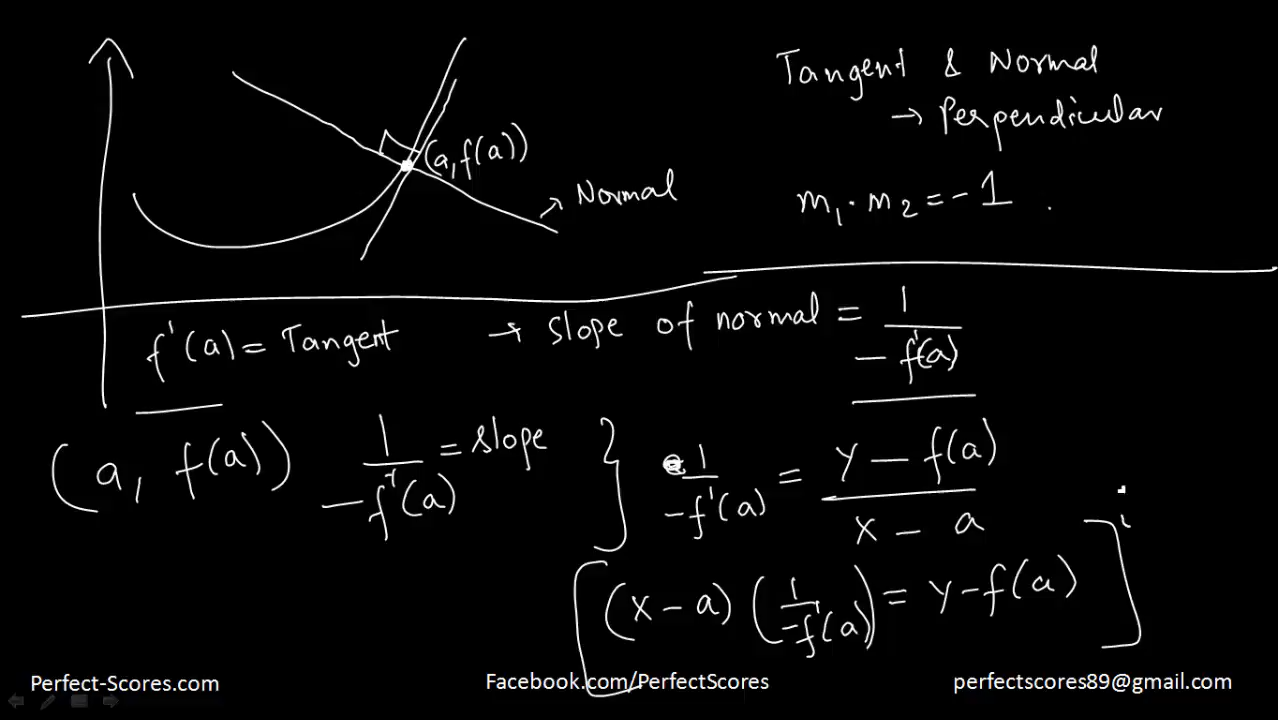 Tangent & Normal
→ Perpendicular
(a, f(a))
→ Normal
m₁ · m₂ = -1
f'(a) = Tangent → slope of normal = 1 / -f'(a)
(a, f(a)) 1 / -f'(a) = slope } 1 / -f'(a) = y - f(a) / x - a
[(x - a) (1 / -f'(a)) = y - f(a)]
Perfect-Scores.com Facebook.com/PerfectScores perfectscores89@gmail.com